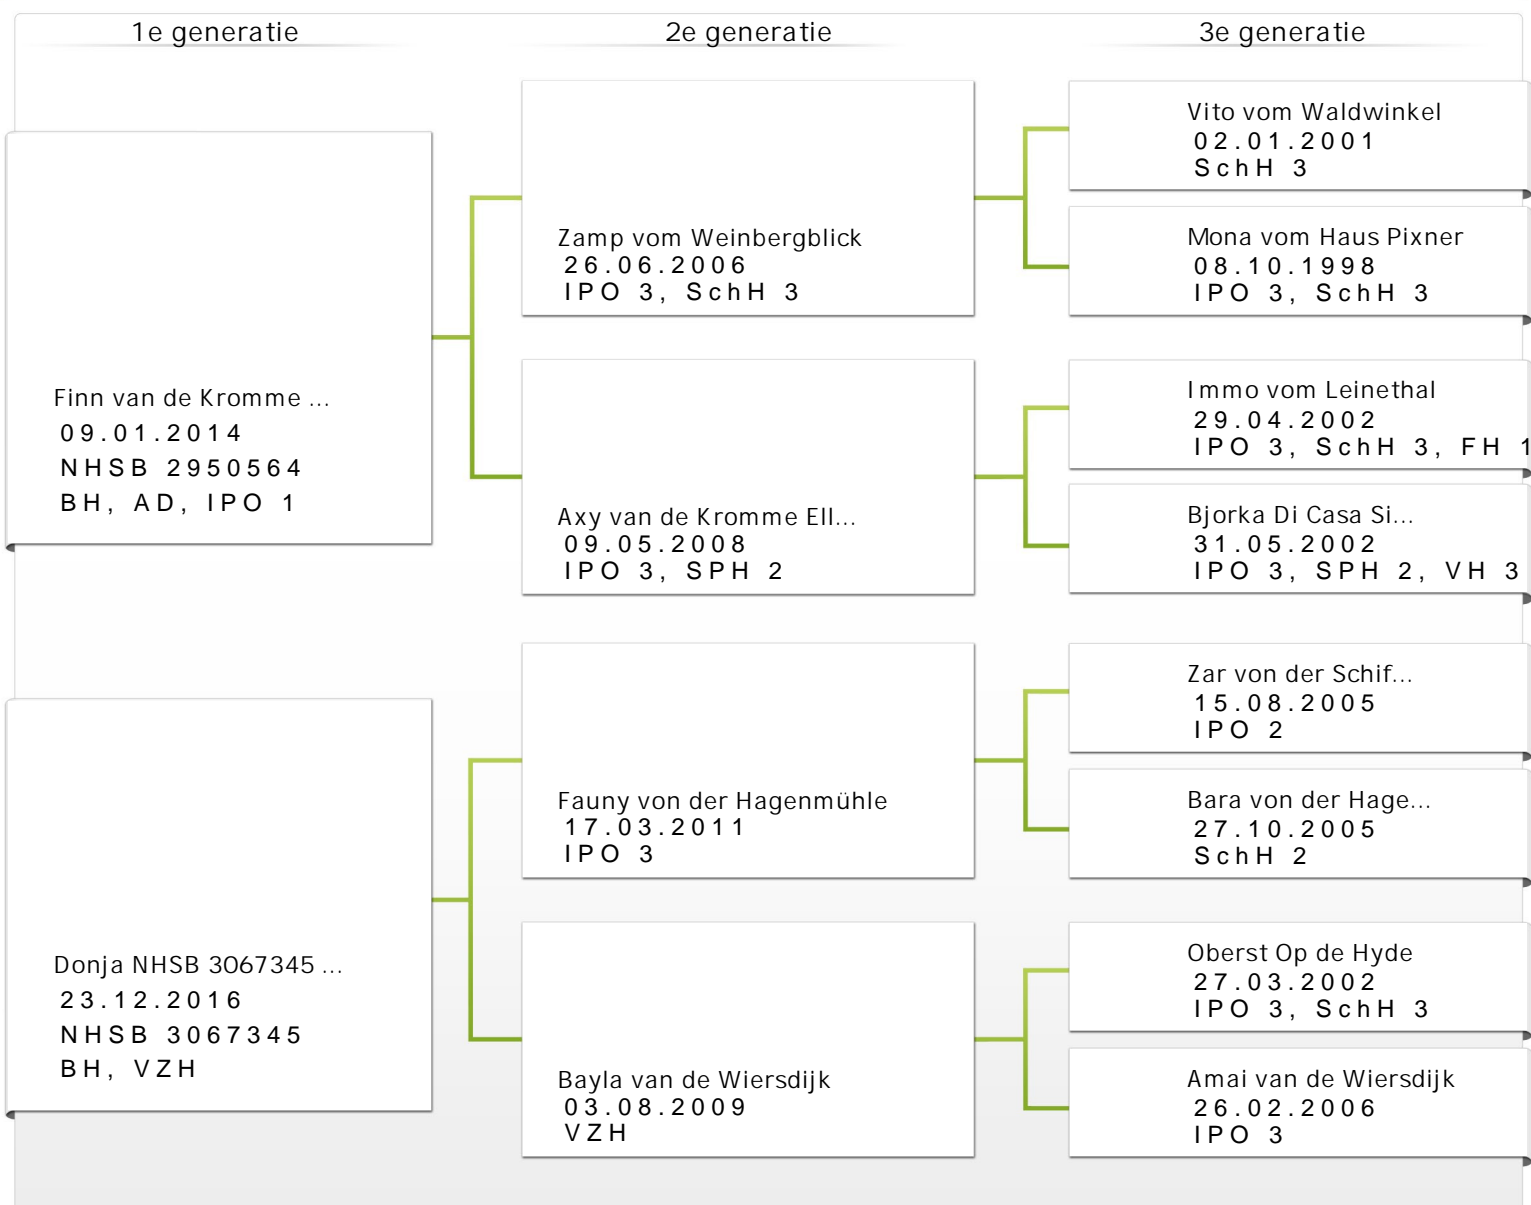 1e generatie
2e generatie
3e generatie
Finn van de Kromme ...
09.01.2014
NHSB 2950564
BH, AD, IPO 1
Donja NHSB 3067345 ...
23.12.2016
NHSB 3067345
BH, VZH
Zamp vom Weinbergblick
26.06.2006
IPO 3, SchH 3
Axy van de Kromme Ell...
09.05.2008
IPO 3, SPH 2
Fauny von der Hagenmühle
17.03.2011
IPO 3
Bayla van de Wiersdijk
03.08.2009
VZH
Vito vom Waldwinkel
02.01.2001
SchH 3
Mona vom Haus Pixner
08.10.1998
IPO 3, SchH 3
Immo vom Leinethal
29.04.2002
IPO 3, SchH 3, FH 1
Bjorka Di Casa Si...
31.05.2002
IPO 3, SPH 2, VH 3
Zar von der Schif...
15.08.2005
IPO 2
Bara von der Hage...
27.10.2005
SchH 2
Oberst Op de Hyde
27.03.2002
IPO 3, SchH 3
Amai van de Wiersdijk
26.02.2006
IPO 3